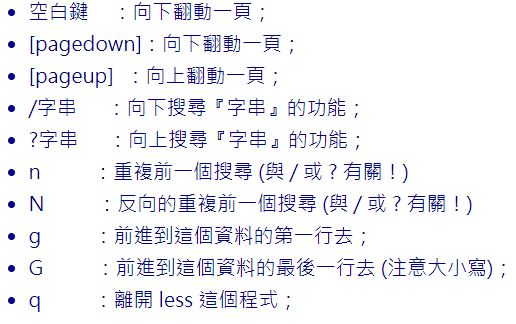 空白鍵　：向下翻動一頁；
[pagedown]：向下翻動一頁；
[pageup]　：向上翻動一頁；
/字串　　：向下搜尋『字串』的功能；
?字串　　：向上搜尋『字串』的功能；
n　　　：重複前一個搜尋 (與 / 或 ? 有關！)
N　　　：反向的重複前一個搜尋 (與 / 或 ? 有關！)
g　　　：前進到這個資料的第一行去；
G　　　：前進到這個資料的最後一行去 (注意大小寫)；
q　　　：離開 less 這個程式；